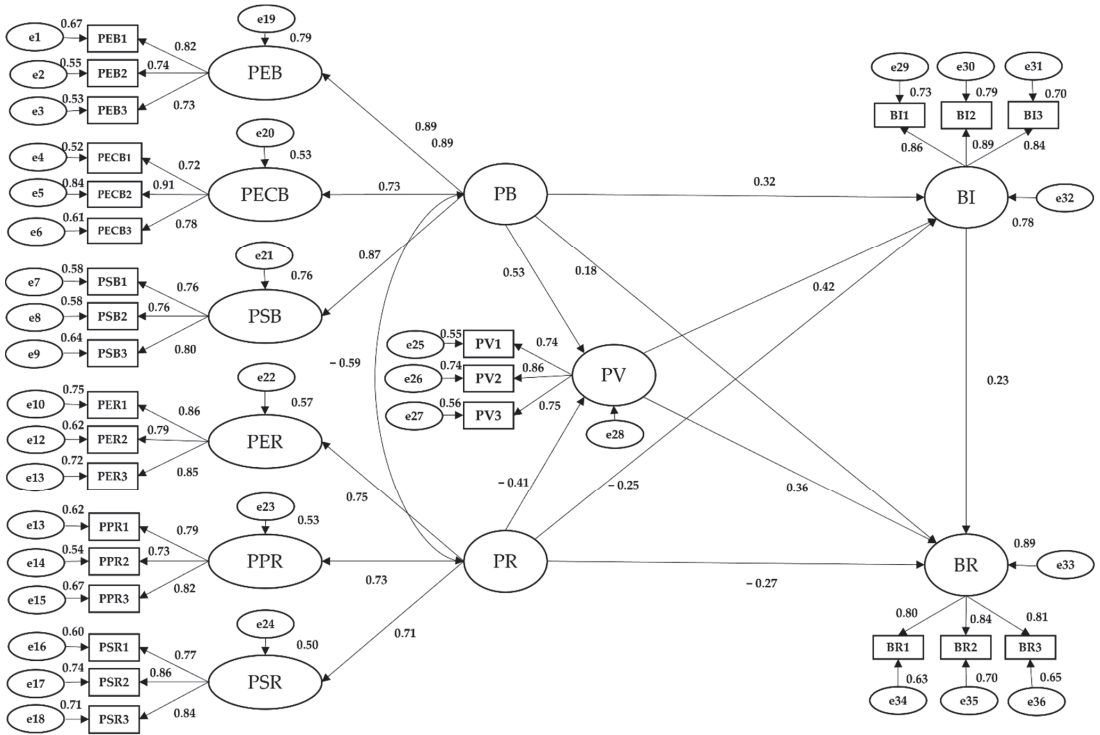 e1 0.67 PEB1 0.82
e2 0.55 PEB2 0.74
e3 0.53 PEB3 0.73
e19 0.79
PEB
e4 0.52 PECB1 0.72
e5 0.84 PECB2 0.91
e6 0.61 PECB3 0.78
e20 0.53
PECB
e7 0.58 PSB1 0.76
e8 0.58 PSB2 0.76
e9 0.64 PSB3 0.80
e21 0.76
PSB
e10 0.75 PER1 0.86
e12 0.62 PER2 0.79
e13 0.72 PER3 0.85
e22 0.57
PER
e13 0.62 PPR1 0.79
e14 0.54 PPR2 0.73
e15 0.67 PPR3 0.82
e23 0.53
PPR
e16 0.60 PSR1 0.77
e17 0.74 PSR2 0.86
e18 0.71 PSR3 0.84
e24 0.50
PSR
0.89
0.89
0.73
0.87
PB
− 0.59
0.75
0.73
0.71
PR
0.32
0.53
0.18
e25 0.55 PV1 0.74
e26 0.74 PV2 0.86
e27 0.56 PV3 0.75
PV
e28
0.42
− 0.41
− 0.25
0.36
− 0.27
e29 e30 e31
0.73 0.79 0.70
BI1 BI2 BI3
0.86 0.89 0.84
BI
e32
0.78
0.23
0.89
BR
e33
0.80 0.84 0.81
BR1 BR2 BR3
0.63 0.70 0.65
e34 e35 e36